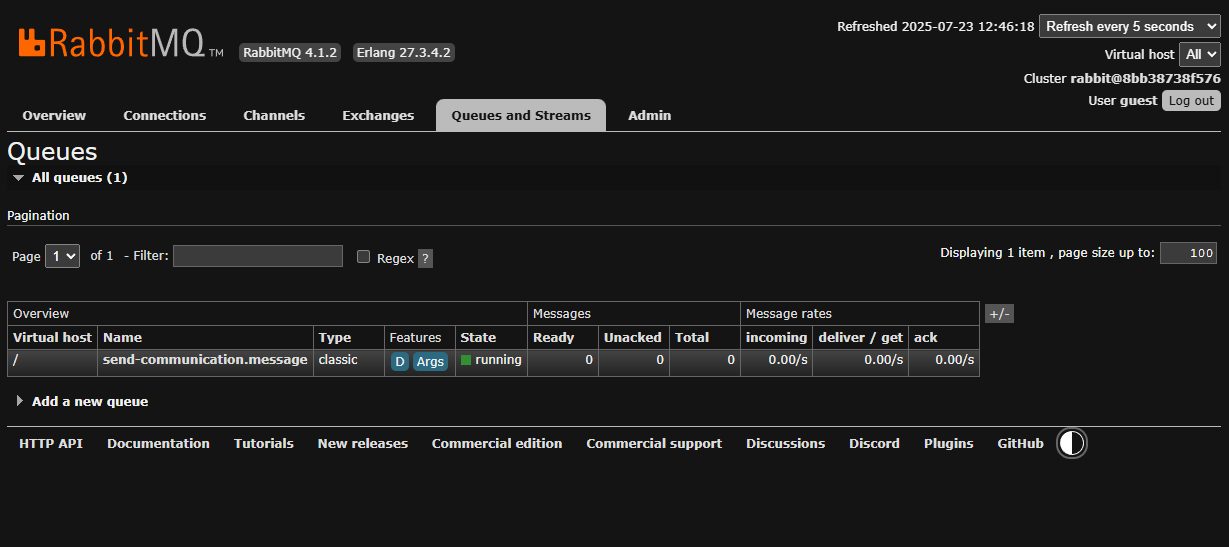 RabbitMQ TM RabbitMQ 4.1.2 Erlang 27.3.4.2
Refreshed 2025-07-23 12:46:18 Refresh every 5 seconds
Virtual host All
Cluster rabbit@8bb38738f576
User guest Log out
Overview Connections Channels Exchanges Queues and Streams Admin
Queues
All queues (1)
Pagination
Page 1 of 1 - Filter: Regex ? Displaying 1 item , page size up to: 100
Overview Messages Message rates +/-
Virtual host Name Type Features State Ready Unacked Total incoming deliver / get ack
/ send-communication.message classic D Args running 0 0 0 0.00/s 0.00/s 0.00/s
Add a new queue
HTTP API Documentation Tutorials New releases Commercial edition Commercial support Discussions Discord Plugins GitHub